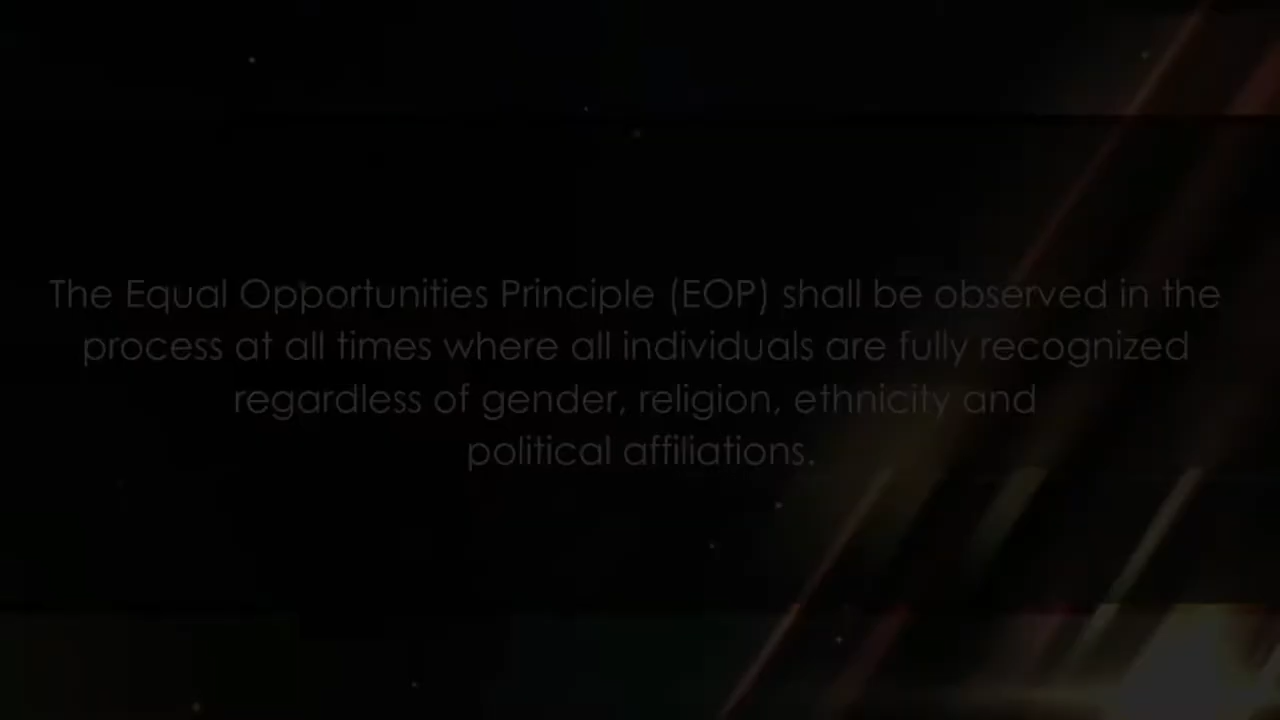 The Equal Opportunities Principle (EOP) shall be observed in the
process at all times where all individuals are fully recognized
regardless of gender, religion, ethnicity and
political affiliations.